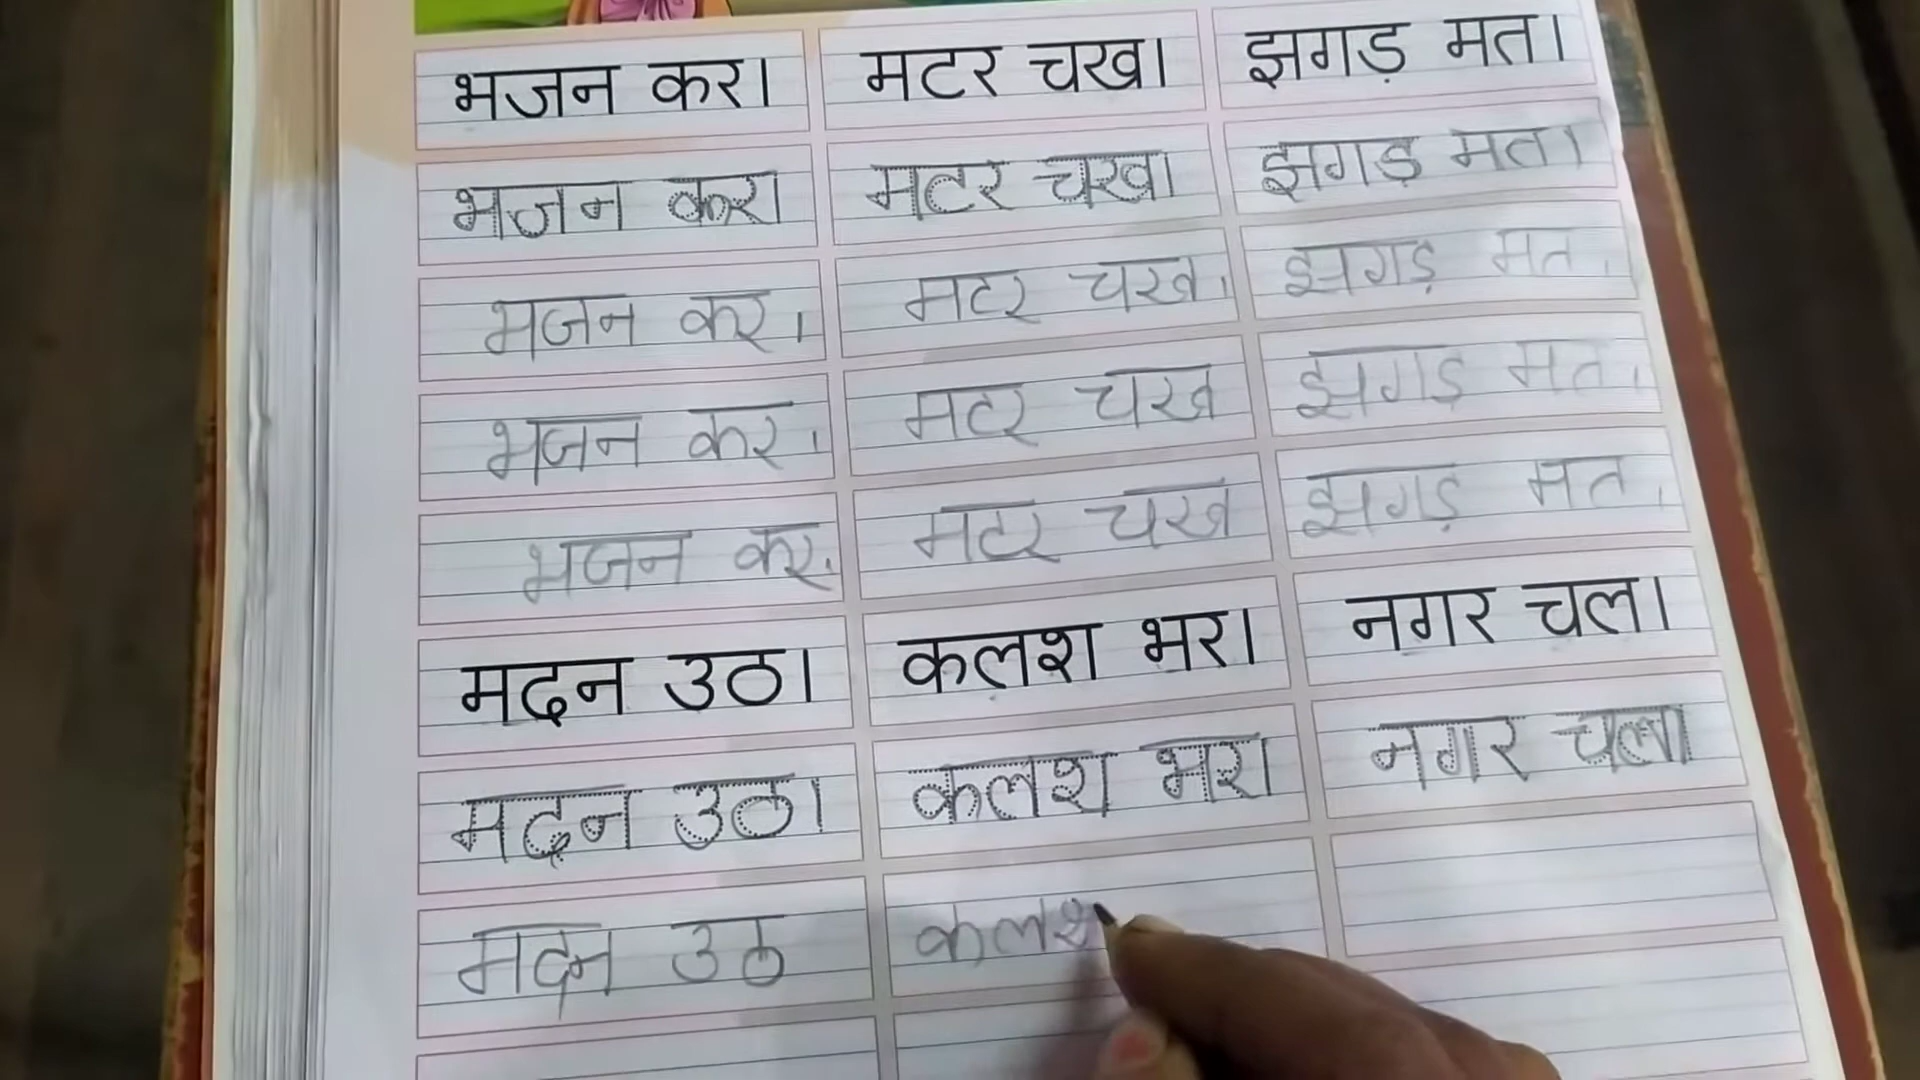 भजन कर। मटर चख। झगड़ मत।
भजन कर। मटर चख। झगड़ मत।
भजन कर। मटर चख। झगड़ मत।
भजन कर। मटर चख झगड़ मत।
भजन कर. मटर चख झगड़ मत।
मदन उठ। कलश भर। नगर चल।
मदन उठ। कलश भर। नगर चल।
मदन उठ कलश